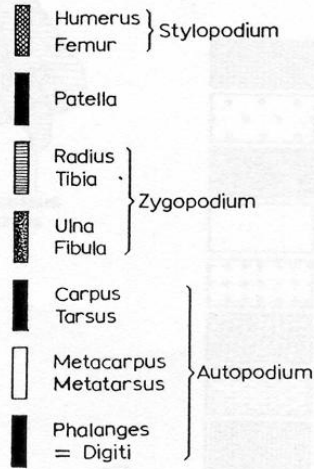 Humerus
Femur
Stylopodium
Patella
Radius
Tibia
Zygopodium
Ulna
Fibula
Carpus
Tarsus
Metacarpus
Metatarsus
Autopodium
Phalanges
= Digiti